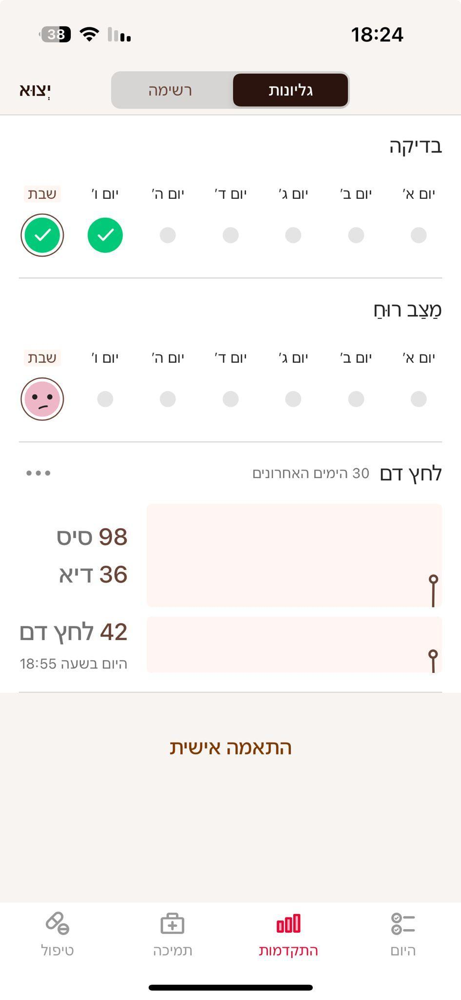 38
18:24
גליונות
רשימה
יְצוּא
בדיקה
יום א׳ יום ב׳ יום ג׳ יום ד׳ יום ה׳ יום ו׳ שבת
מַצַב רוּחַ
יום א׳ יום ב׳ יום ג׳ יום ד׳ יום ה׳ יום ו׳ שבת
לחץ דם 30 הימים האחרונים
98 סיס
36 דיא
42 לחץ דם
היום בשעה 18:55
התאמה אישית
היום התקדמות תמיכה טיפול